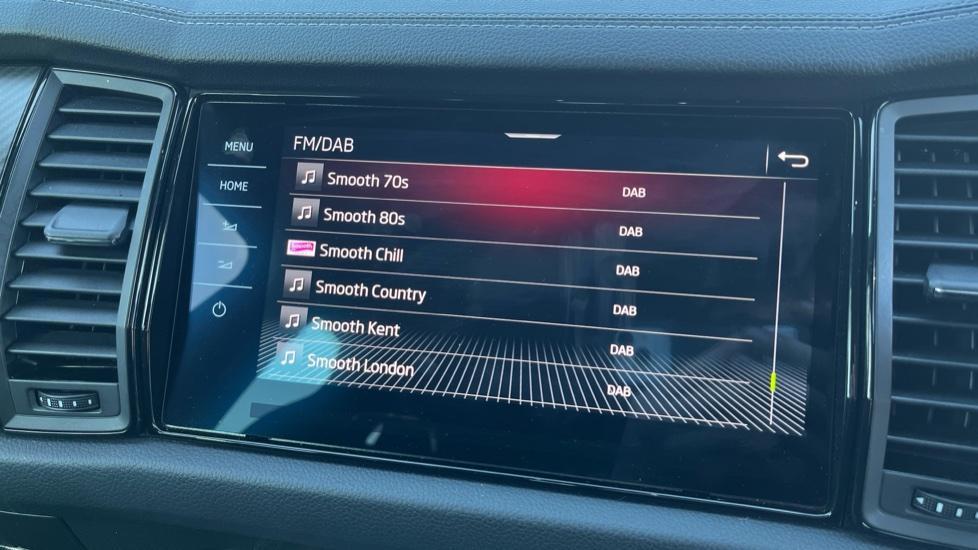 MENU
HOME
FM/DAB
Smooth 70s DAB
Smooth 80s DAB
Smooth Chill DAB
Smooth Country DAB
Smooth Kent DAB
Smooth London DAB